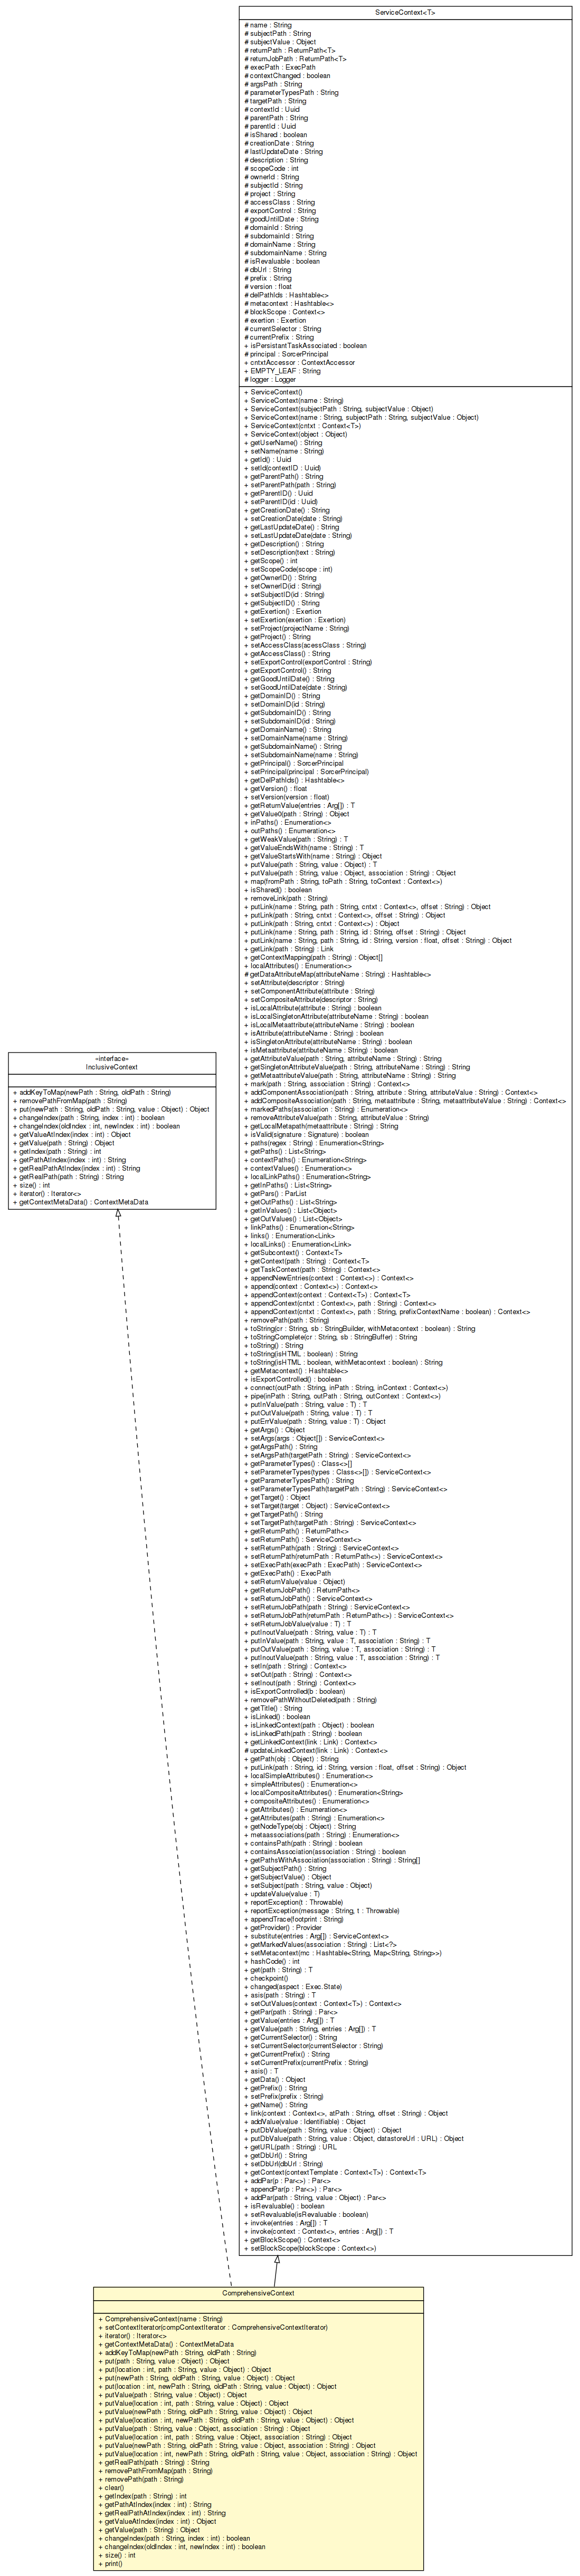 ServiceContext<T>
# name : String
# subjectPath : String
# subjectValue : Object
# returnPath : ReturnPath<T>
# returnJobPath : ReturnPath<T>
# execPath : ExecPath
# contextChanged : boolean
# argsPath : String
# parameterTypesPath : String
# targetPath : String
# contextId : Uuid
# parentPath : String
# parentId : Uuid
# isShared : boolean
# creationDate : String
# lastUpdateDate : String
# description : String
# scopeCode : int
# ownerId : String
# subjectId : String
# project : String
# accessClass : String
# exportControl : String
# goodUntilDate : String
# domainId : String
# subdomainId : String
# domainName : String
# subdomainName : String
# isRevaluable : boolean
# dbUrl : String
# prefix : String
# version : float
# delPathIds : Hashtable<>
# metacontext : Hashtable<>
# blockScope : Context<>
# exertion : Exertion
# currentSelector : String
# currentPrefix : String
+ isPersistantTaskAssociated : boolean
# principal : SorcerPrincipal
+ cntxtAccessor : ContextAccessor
+ EMPTY_LEAF : String
# logger : Logger
+ ServiceContext()
+ ServiceContext(name : String)
+ ServiceContext(subjectPath : String, subjectValue : Object)
+ ServiceContext(name : String, subjectPath : String, subjectValue : Object)
+ ServiceContext(cntxt : Context<T>)
+ ServiceContext(object : Object)
+ getUserName() : String
+ setName(name : String)
+ getId() : Uuid
+ setId(contextID : Uuid)
+ getParentPath() : String
+ setParentPath(path : String)
+ getParentID() : Uuid
+ setParentID(id : Uuid)
+ getCreationDate() : String
+ setCreationDate(date : String)
+ getLastUpdateDate() : String
+ setLastUpdateDate(date : String)
+ getDescription() : String
+ setDescription(text : String)
+ getScope() : int
+ setScopeCode(scope : int)
+ getOwnerID() : String
+ setOwnerID(id : String)
+ setSubjectID(id : String)
+ getSubjectID() : String
+ getExertion() : Exertion
+ setExertion(exertion : Exertion)
+ setProject(projectName : String)
+ getProject() : String
+ setAccessClass(acessClass : String)
+ getAccessClass() : String
+ setExportControl(exportControl : String)
+ getExportControl() : String
+ getGoodUntilDate() : String
+ setGoodUntilDate(date : String)
+ getDomainID() : String
+ setDomainID(id : String)
+ getSubdomainID() : String
+ setSubdomainID(id : String)
+ getDomainName() : String
+ setDomainName(name : String)
+ getSubdomainName() : String
+ setSubdomainName(name : String)
+ getPrincipal() : SorcerPrincipal
+ setPrincipal(principal : SorcerPrincipal)
+ getDelPathIds() : Hashtable<>
+ getVersion() : float
+ setVersion(version : float)
+ getReturnValue(entries : Arg[]) : T
+ getValue0(path : String) : Object
+ inPaths() : Enumeration<>
+ outPaths() : Enumeration<>
+ getWeakValue(path : String) : T
+ getValueEndsWith(name : String) : T
+ getValueStartsWith(name : String) : Object
+ putValue(path : String, value : Object) : T
+ putValue(path : String, value : Object, association : String) : Object
+ map(fromPath : String, toPath : String, toContext : Context<>)
+ isShared() : boolean
+ removeLink(path : String)
+ putLink(name : String, path : String, cntxt : Context<>, offset : String) : Object
+ putLink(path : String, cntxt : Context<>, offset : String) : Object
+ putLink(path : String, cntxt : Context<>) : Object
+ putLink(name : String, path : String, id : String, offset : String) : Object
+ putLink(name : String, path : String, id : String, version : float, offset : String) : Object
+ getLink(path : String) : Link
+ getContextMapping(path : String) : Object[]
+ localAttributes() : Enumeration<>
# getDataAttributeMap(attributeName : String) : Hashtable<>
+ setAttribute(descriptor : String)
+ setComponentAttribute(attribute : String)
+ setCompositeAttribute(descriptor : String)
+ isLocalAttribute(attribute : String) : boolean
+ isLocalSingletonAttribute(attributeName : String) : boolean
+ isLocalMetaattribute(attributeName : String) : boolean
+ isAttribute(attributeName : String) : boolean
+ isSingletonAttribute(attributeName : String) : boolean
+ isMetaattribute(attributeName : String) : boolean
+ getAttributeValue(path : String, attributeName : String) : String
+ getSingletonAttributeValue(path : String, attributeName : String) : String
+ getMetaattributeValue(path : String, attributeName : String) : String
+ mark(path : String, association : String) : Context<>
+ addComponentAssociation(path : String, attribute : String, attributeValue : String) : Context<>
+ addCompositeAssociation(path : String, metaattribute : String, metaattributeValue : String) : Context<>
+ markedPaths(association : String) : Enumeration<>
+ removeAttributeValue(path : String, attributeValue : String)
+ getLocalMetapath(metaattribute : String) : String
+ isValid(signature : Signature) : boolean
+ paths(regex : String) : Enumeration<String>
+ getPaths() : List<String>
+ contextPaths() : Enumeration<String>
+ contextValues() : Enumeration<>
+ localLinkPaths() : Enumeration<String>
+ getInPaths() : List<String>
+ getPars() : ParList
+ getOutPaths() : List<String>
+ getInValues() : List<Object>
+ getOutValues() : List<Object>
+ linkPaths() : Enumeration<String>
+ links() : Enumeration<Link>
+ localLinks() : Enumeration<Link>
+ getSubcontext() : Context<T>
+ getContext(path : String) : Context<T>
+ getTaskContext(path : String) : Context<>
+ appendNewEntries(context : Context<>) : Context<>
+ append(context : Context<>) : Context<>
+ appendContext(context : Context<T>) : Context<T>
+ appendContext(cntxt : Context<>, path : String) : Context<>
+ appendContext(cntxt : Context<>, path : String, prefixContextName : boolean) : Context<>
+ removePath(path : String)
+ toString(cr : String, sb : StringBuilder, withMetacontext : boolean) : String
+ toStringComplete(cr : String, sb : StringBuffer) : String
+ toString() : String
+ toString(isHTML : boolean) : String
+ toString(isHTML : boolean, withMetacontext : boolean) : String
+ getMetacontext() : Hashtable<>
+ isExportControlled() : boolean
+ connect(outPath : String, inPath : String, inContext : Context<>)
+ pipe(inPath : String, outPath : String, outContext : Context<>)
+ putInValue(path : String, value : T) : T
+ putOutValue(path : String, value : T) : T
+ putErrValue(path : String, value : T) : Object
+ getArgs() : Object
+ setArgs(args : Object[]) : ServiceContext<>
+ getArgsPath() : String
+ setArgsPath(targetPath : String) : ServiceContext<>
+ getParameterTypes() : Class<>[]
+ setParameterTypes(types : Class<>[]) : ServiceContext<>
+ getParameterTypesPath() : String
+ setParameterTypesPath(targetPath : String) : ServiceContext<>
+ getTarget() : Object
+ setTarget(target : Object) : ServiceContext<>
+ getTargetPath() : String
+ setTargetPath(targetPath : String) : ServiceContext<>
+ getReturnPath() : ReturnPath<>
+ setReturnPath() : ServiceContext<>
+ setReturnPath(path : String) : ServiceContext<>
+ setReturnPath(returnPath : ReturnPath<>) : ServiceContext<>
+ setExecPath(execPath : ExecPath) : ServiceContext<>
+ getExecPath() : ExecPath
+ setReturnValue(value : Object)
+ getReturnJobPath() : ReturnPath<>
+ setReturnJobPath() : ServiceContext<>
+ setReturnJobPath(path : String) : ServiceContext<>
+ setReturnJobPath(returnPath : ReturnPath<>) : ServiceContext<>
+ setReturnJobValue(value : T) : T
+ putInoutValue(path : String, value : T) : T
+ putInValue(path : String, value : T, association : String) : T
+ putOutValue(path : String, value : T, association : String) : T
+ putInoutValue(path : String, value : T, association : String) : T
+ setIn(path : String) : Context<>
+ setOut(path : String) : Context<>
+ setInout(path : String) : Context<>
+ isExportControlled(b : boolean)
+ removePathWithoutDeleted(path : String)
+ getTitle() : String
+ isLinked() : boolean
+ isLinkedContext(path : Object) : boolean
+ isLinkedPath(path : String) : boolean
+ getLinkedContext(link : Link) : Context<>
# updateLinkedContext(link : Link) : Context<>
+ getPath(obj : Object) : String
+ putLink(path : String, id : String, version : float, offset : String) : Object
+ localSimpleAttributes() : Enumeration<>
+ simpleAttributes() : Enumeration<>
+ localCompositeAttributes() : Enumeration<String>
+ compositeAttributes() : Enumeration<>
+ getAttributes() : Enumeration<>
+ getAttributes(path : String) : Enumeration<>
+ getNodeType(obj : Object) : String
+ metaassociations(path : String) : Enumeration<>
+ containsPath(path : String) : boolean
+ containsAssociation(association : String) : boolean
+ getPathsWithAssociation(association : String) : String[]
+ getSubjectPath() : String
+ getSubjectValue() : Object
+ setSubject(path : String, value : Object)
+ updateValue(value : T)
+ reportException(t : Throwable)
+ reportException(message : String, t : Throwable)
+ appendTrace(footprint : String)
+ getProvider() : Provider
+ substitute(entries : Arg[]) : ServiceContext<>
+ getMarkedValues(association : String) : List<?>
+ setMetacontext(mc : Hashtable<String, Map<String, String>>)
+ hashCode() : int
+ get(path : String) : T
+ checkpoint()
+ changed(aspect : Exec.State)
+ asis(path : String) : T
+ setOutValues(context : Context<T>) : Context<>
+ getPar(path : String) : Par<>
+ getValue(entries : Arg[]) : T
+ getValue(path : String, entries : Arg[]) : T
+ getCurrentSelector() : String
+ setCurrentSelector(currentSelector : String)
+ getCurrentPrefix() : String
+ setCurrentPrefix(currentPrefix : String)
+ asis() : T
+ getData() : Object
+ getPrefix() : String
+ setPrefix(prefix : String)
+ getName() : String
+ link(context : Context<>, atPath : String, offset : String) : Object
+ addValue(value : Identifiable) : Object
+ putDbValue(path : String, value : Object) : Object
+ putDbValue(path : String, value : Object, datastoreUrl : URL) : Object
+ getURL(path : String) : URL
+ getDbUrl() : String
+ setDbUrl(dbUrl : String)
+ getContext(contextTemplate : Context<T>) : Context<T>
+ addPar(p : Par<>) : Par<>
+ appendPar(p : Par<>) : Par<>
+ addPar(path : String, value : Object) : Par<>
+ isRevaluable() : boolean
+ setRevaluable(isRevaluable : boolean)
+ invoke(entries : Arg[]) : T
+ invoke(context : Context<>, entries : Arg[]) : T
+ getBlockScope() : Context<>
+ setBlockScope(blockScope : Context<>)
«interface»
InclusiveContext
+ addKeyToMap(newPath : String, oldPath : String)
+ removePathFromMap(path : String)
+ put(newPath : String, oldPath : String, value : Object) : Object
+ changeIndex(path : String, index : int) : boolean
+ changeIndex(oldIndex : int, newIndex : int) : boolean
+ getValueAtIndex(index : int) : Object
+ getValue(path : String) : Object
+ getIndex(path : String) : int
+ getPathAtIndex(index : int) : String
+ getRealPathAtIndex(index : int) : String
+ getRealPath(path : String) : String
+ size() : int
+ iterator() : Iterator<>
+ getContextMetaData() : ContextMetaData
ComprehensiveContext
+ ComprehensiveContext(name : String)
+ setContextIterator(compContextIterator : ComprehensiveContextIterator)
+ iterator() : Iterator<>
+ getContextMetaData() : ContextMetaData
+ addKeyToMap(newPath : String, oldPath : String)
+ put(path : String, value : Object) : Object
+ put(location : int, path : String, value : Object) : Object
+ put(newPath : String, oldPath : String, value : Object) : Object
+ put(location : int, newPath : String, oldPath : String, value : Object) : Object
+ putValue(path : String, value : Object) : Object
+ putValue(location : int, path : String, value : Object) : Object
+ putValue(newPath : String, oldPath : String, value : Object) : Object
+ putValue(location : int, newPath : String, oldPath : String, value : Object) : Object
+ putValue(path : String, value : Object, association : String) : Object
+ putValue(location : int, path : String, value : Object, association : String) : Object
+ putValue(newPath : String, oldPath : String, value : Object, association : String) : Object
+ putValue(location : int, newPath : String, oldPath : String, value : Object, association : String) : Object
+ getRealPath(path : String) : String
+ removePathFromMap(path : String)
+ removePath(path : String)
+ clear()
+ getIndex(path : String) : int
+ getPathAtIndex(index : int) : String
+ getRealPathAtIndex(index : int) : String
+ getValueAtIndex(index : int) : Object
+ getValue(path : String) : Object
+ changeIndex(path : String, index : int) : boolean
+ changeIndex(oldIndex : int, newIndex : int) : boolean
+ size() : int
+ print()